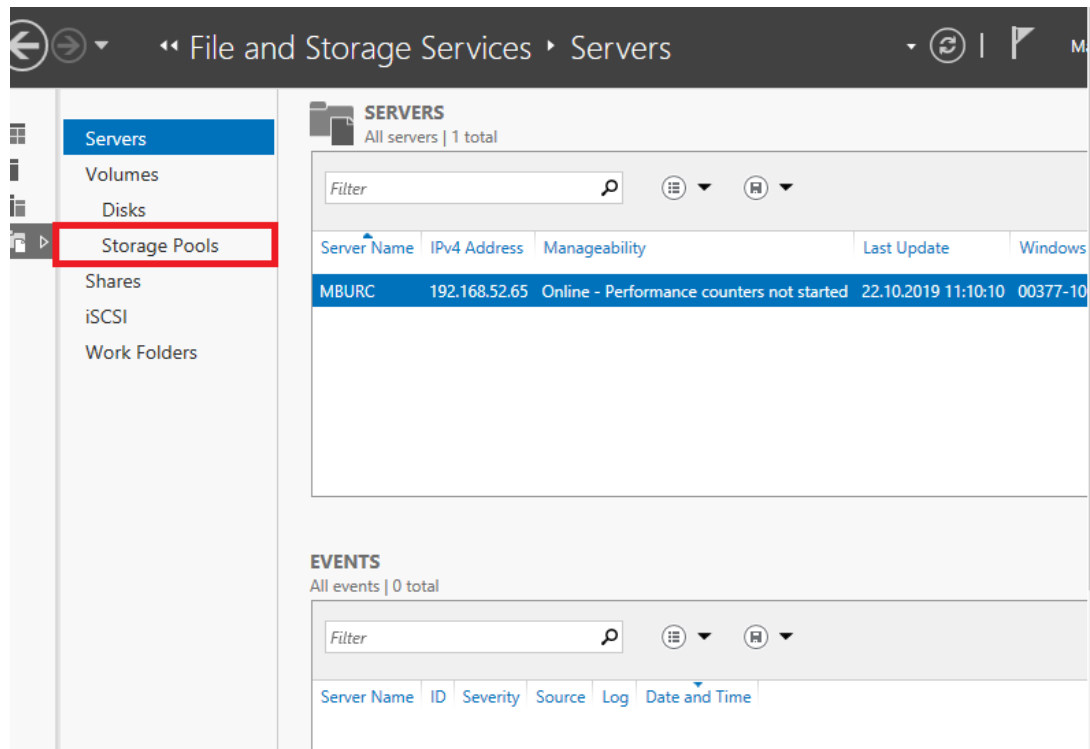 File and Storage Services Servers
Servers
Volumes
Disks
Storage Pools
Shares
iSCSI
Work Folders
SERVERS
All servers | 1 total
Filter
Server Name IPv4 Address Manageability Last Update Windows
MBURC 192.168.52.65 Online - Performance counters not started 22.10.2019 11:10:10 00377-10
EVENTS
All events | 0 total
Filter
Server Name ID Severity Source Log Date and Time